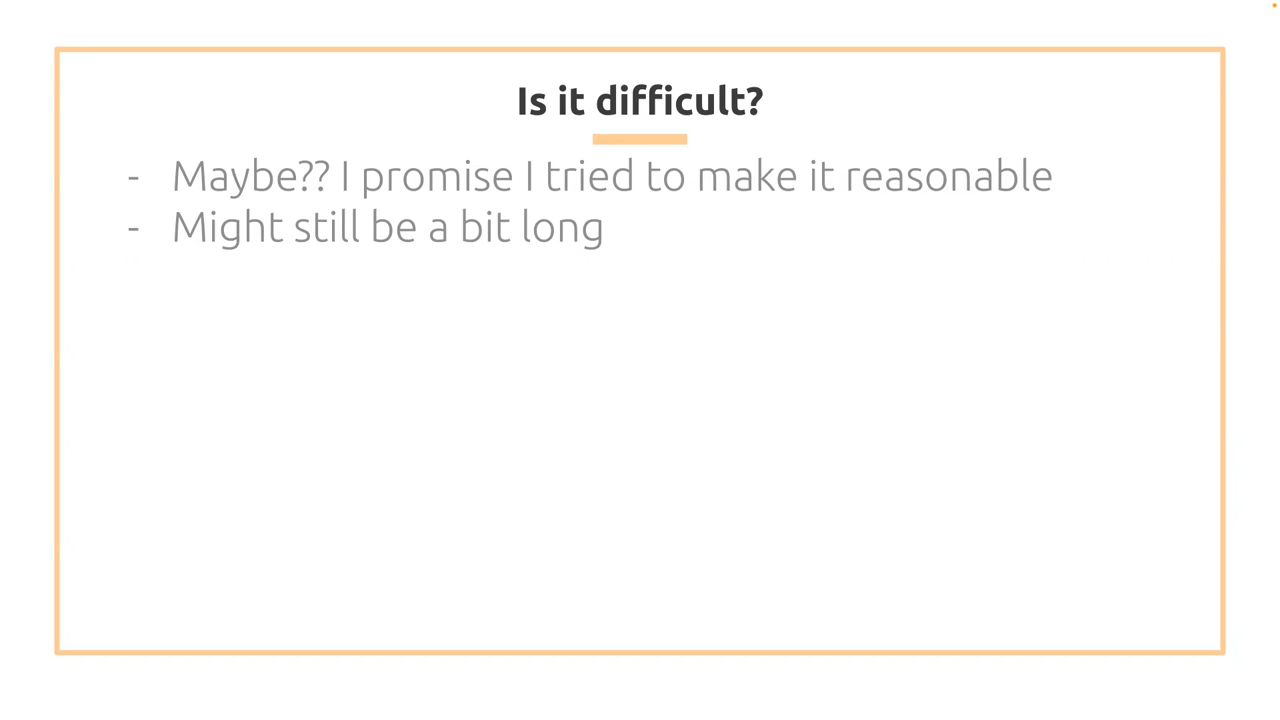 Is it difficult?
- Maybe?? I promise I tried to make it reasonable
- Might still be a bit long